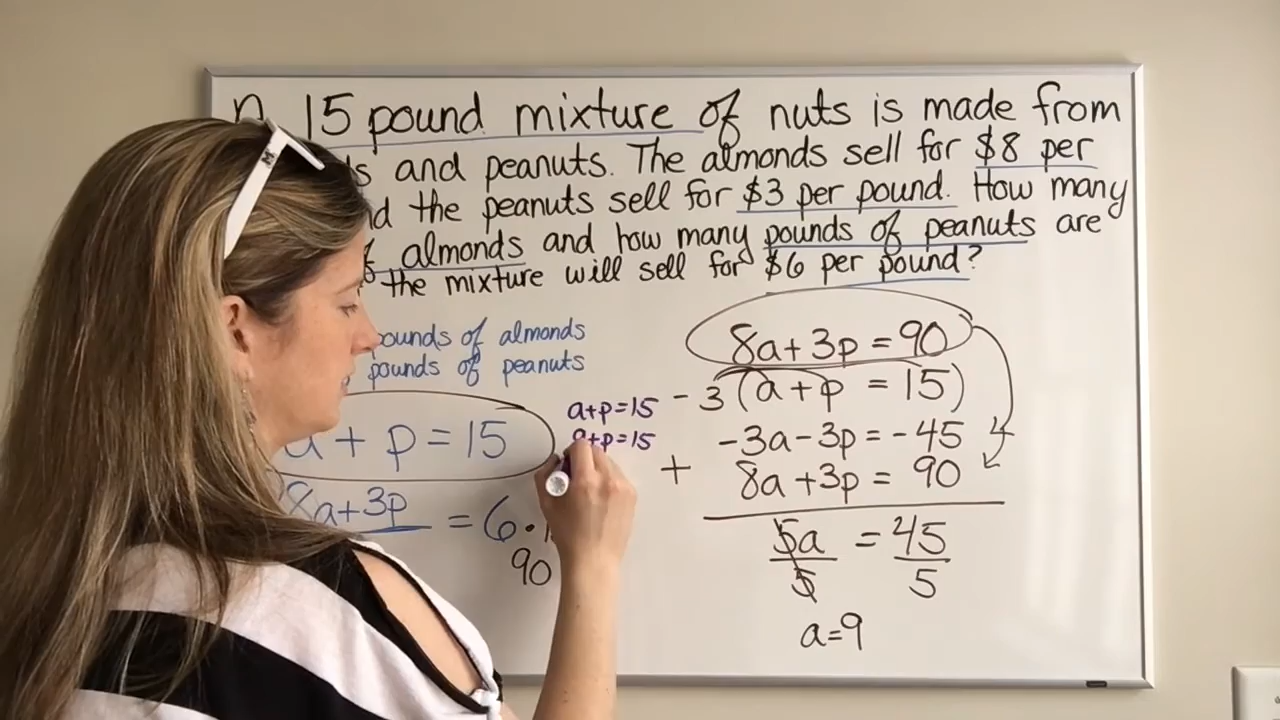 15 pound mixture of nuts is made from
and peanuts. The almonds sell for $8 per
the peanuts sell for $3 per pound. How many
almonds and how many pounds of peanuts are
the mixture will sell for $6 per pound?
pounds of almonds
pounds of peanuts
a + p = 15
8a+3p = 6 ·
90
a+p=15
a+p=15
8a+3p = 90
-3 (a+p = 15)
-3a-3p = -45
+ 8a+3p = 90
5a = 45
5 5
a=9
M